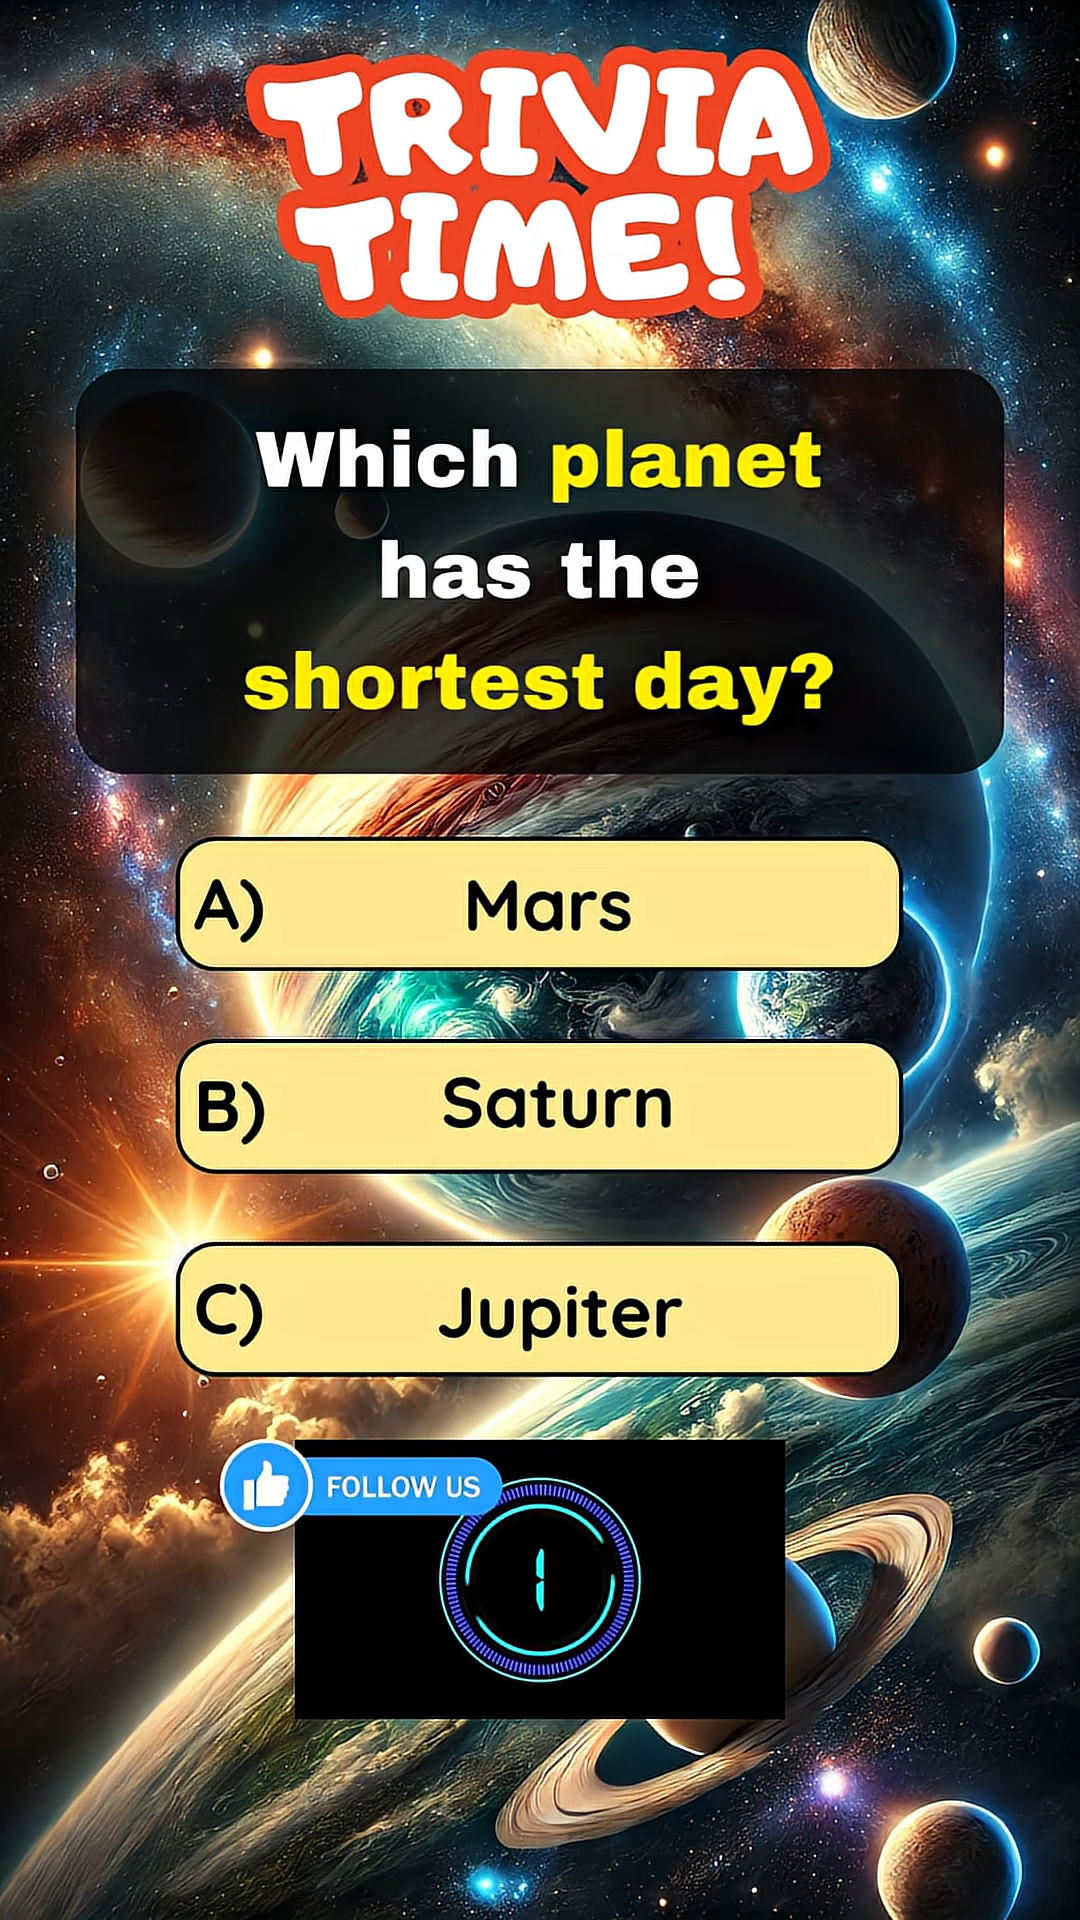 TRIVIA
TIME!
Which planet
has the
shortest day?
A) Mars
B) Saturn
C) Jupiter
FOLLOW US
1